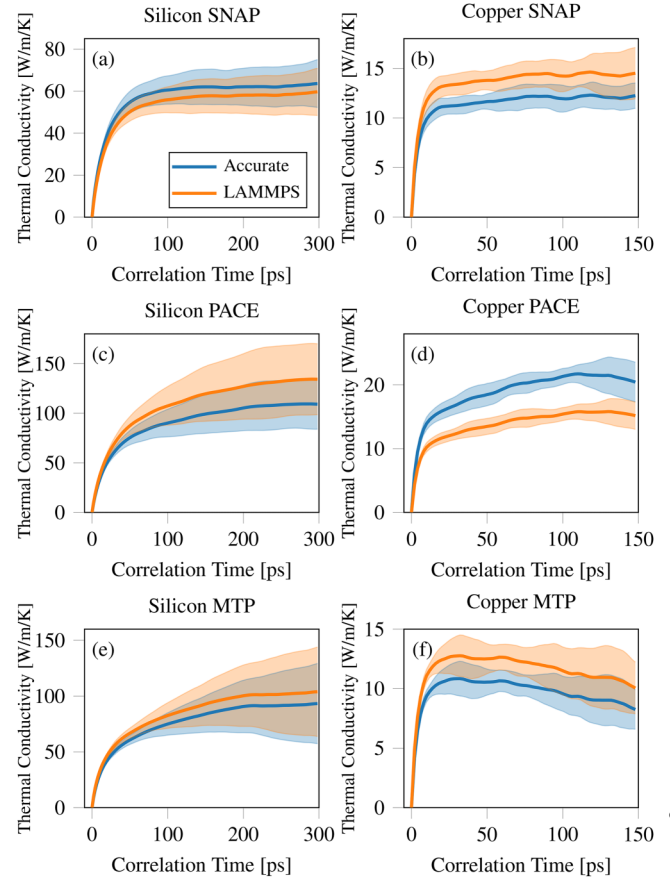 Silicon SNAP
Thermal Conductivity [W/m/K]
80
60
40
20
0
(a)
Accurate
LAMMPS
0 100 200 300
Correlation Time [ps]
Copper SNAP
Thermal Conductivity [W/m/K]
15
10
5
0
(b)
0 50 100 150
Correlation Time [ps]
Silicon PACE
Thermal Conductivity [W/m/K]
150
100
50
0
(c)
0 100 200 300
Correlation Time [ps]
Copper PACE
Thermal Conductivity [W/m/K]
20
10
0
(d)
0 50 100 150
Correlation Time [ps]
Silicon MTP
Thermal Conductivity [W/m/K]
150
100
50
0
(e)
0 100 200 300
Correlation Time [ps]
Copper MTP
Thermal Conductivity [W/m/K]
15
10
5
0
(f)
0 50 100 150
Correlation Time [ps]